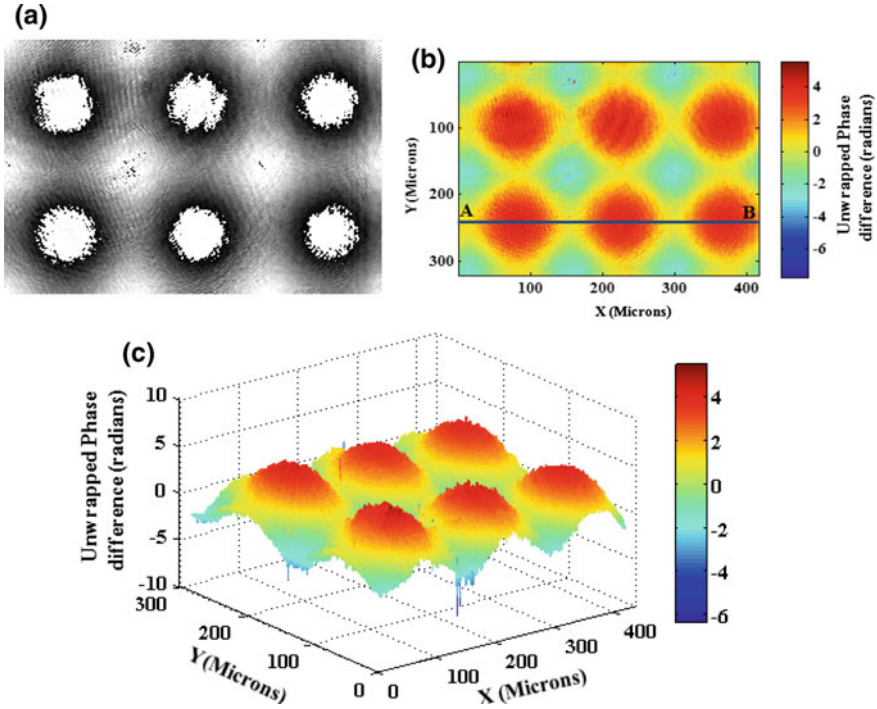 (a)
(b)
100
200
300
Y (Microns)
A
B
100
200
300
400
X (Microns)
4
2
0
-2
-4
-6
Unwrapped Phase
difference (radians)
(c)
10
5
0
-5
-10
Unwrapped Phase
difference (radians)
300
200
100
0
Y(Microns)
0
100
200
300
400
X (Microns)
4
2
0
-2
-4
-6